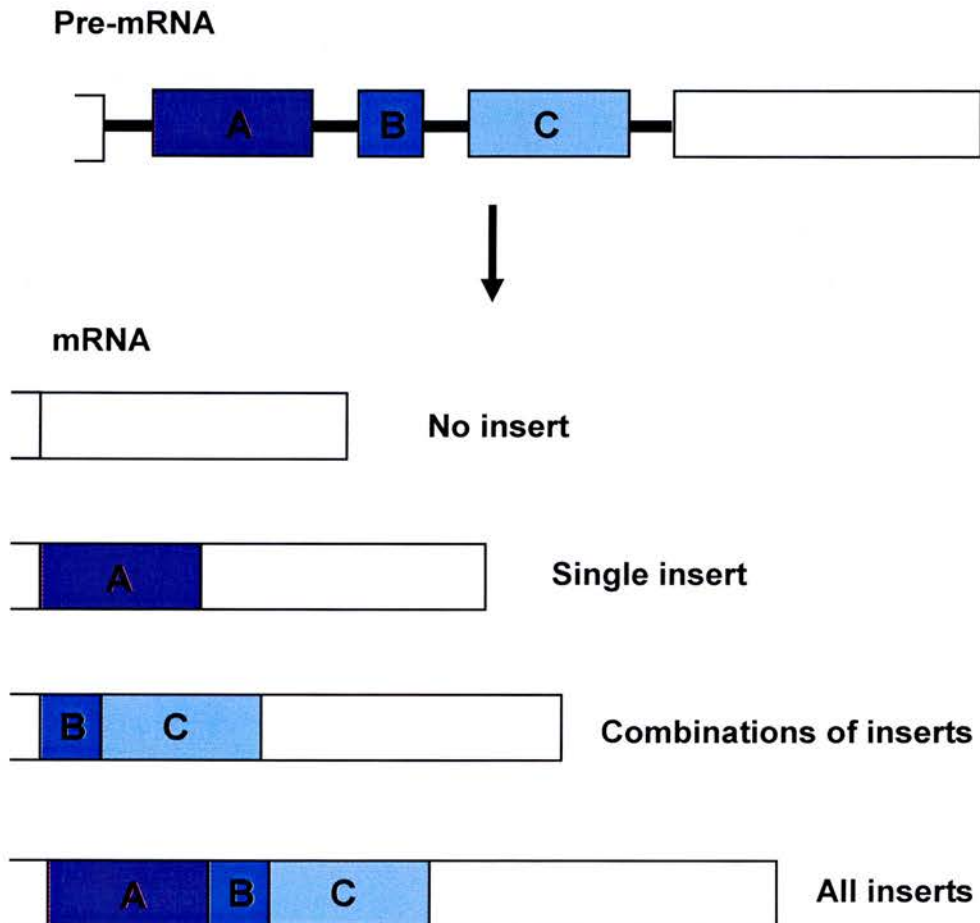 Pre-mRNA
A B C
mRNA
No insert
A
Single insert
B C
Combinations of inserts
A B C
All inserts